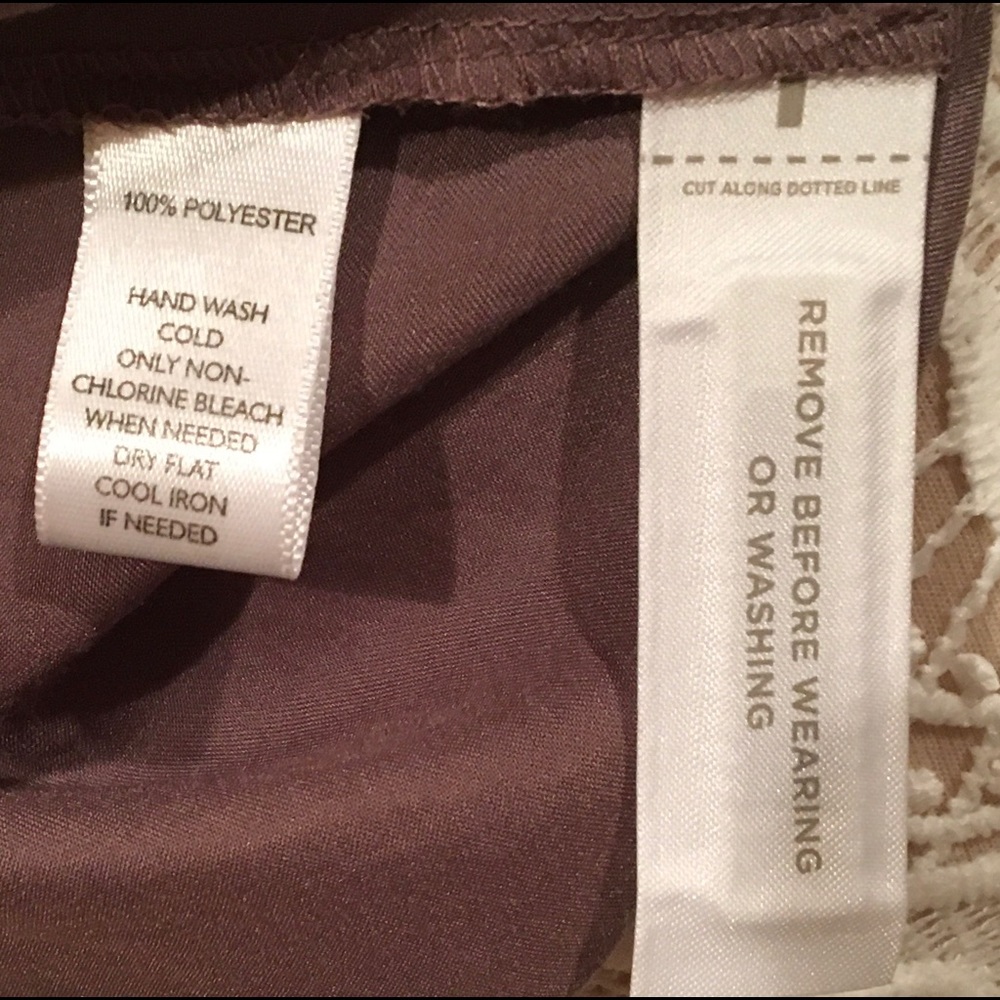 100% POLYESTER
HAND WASH
COLD
ONLY NON-
CHLORINE BLEACH
WHEN NEEDED
DRY FLAT
COOL IRON
IF NEEDED
CUT ALONG DOTTED LINE
REMOVE BEFORE WEARING
OR WASHING